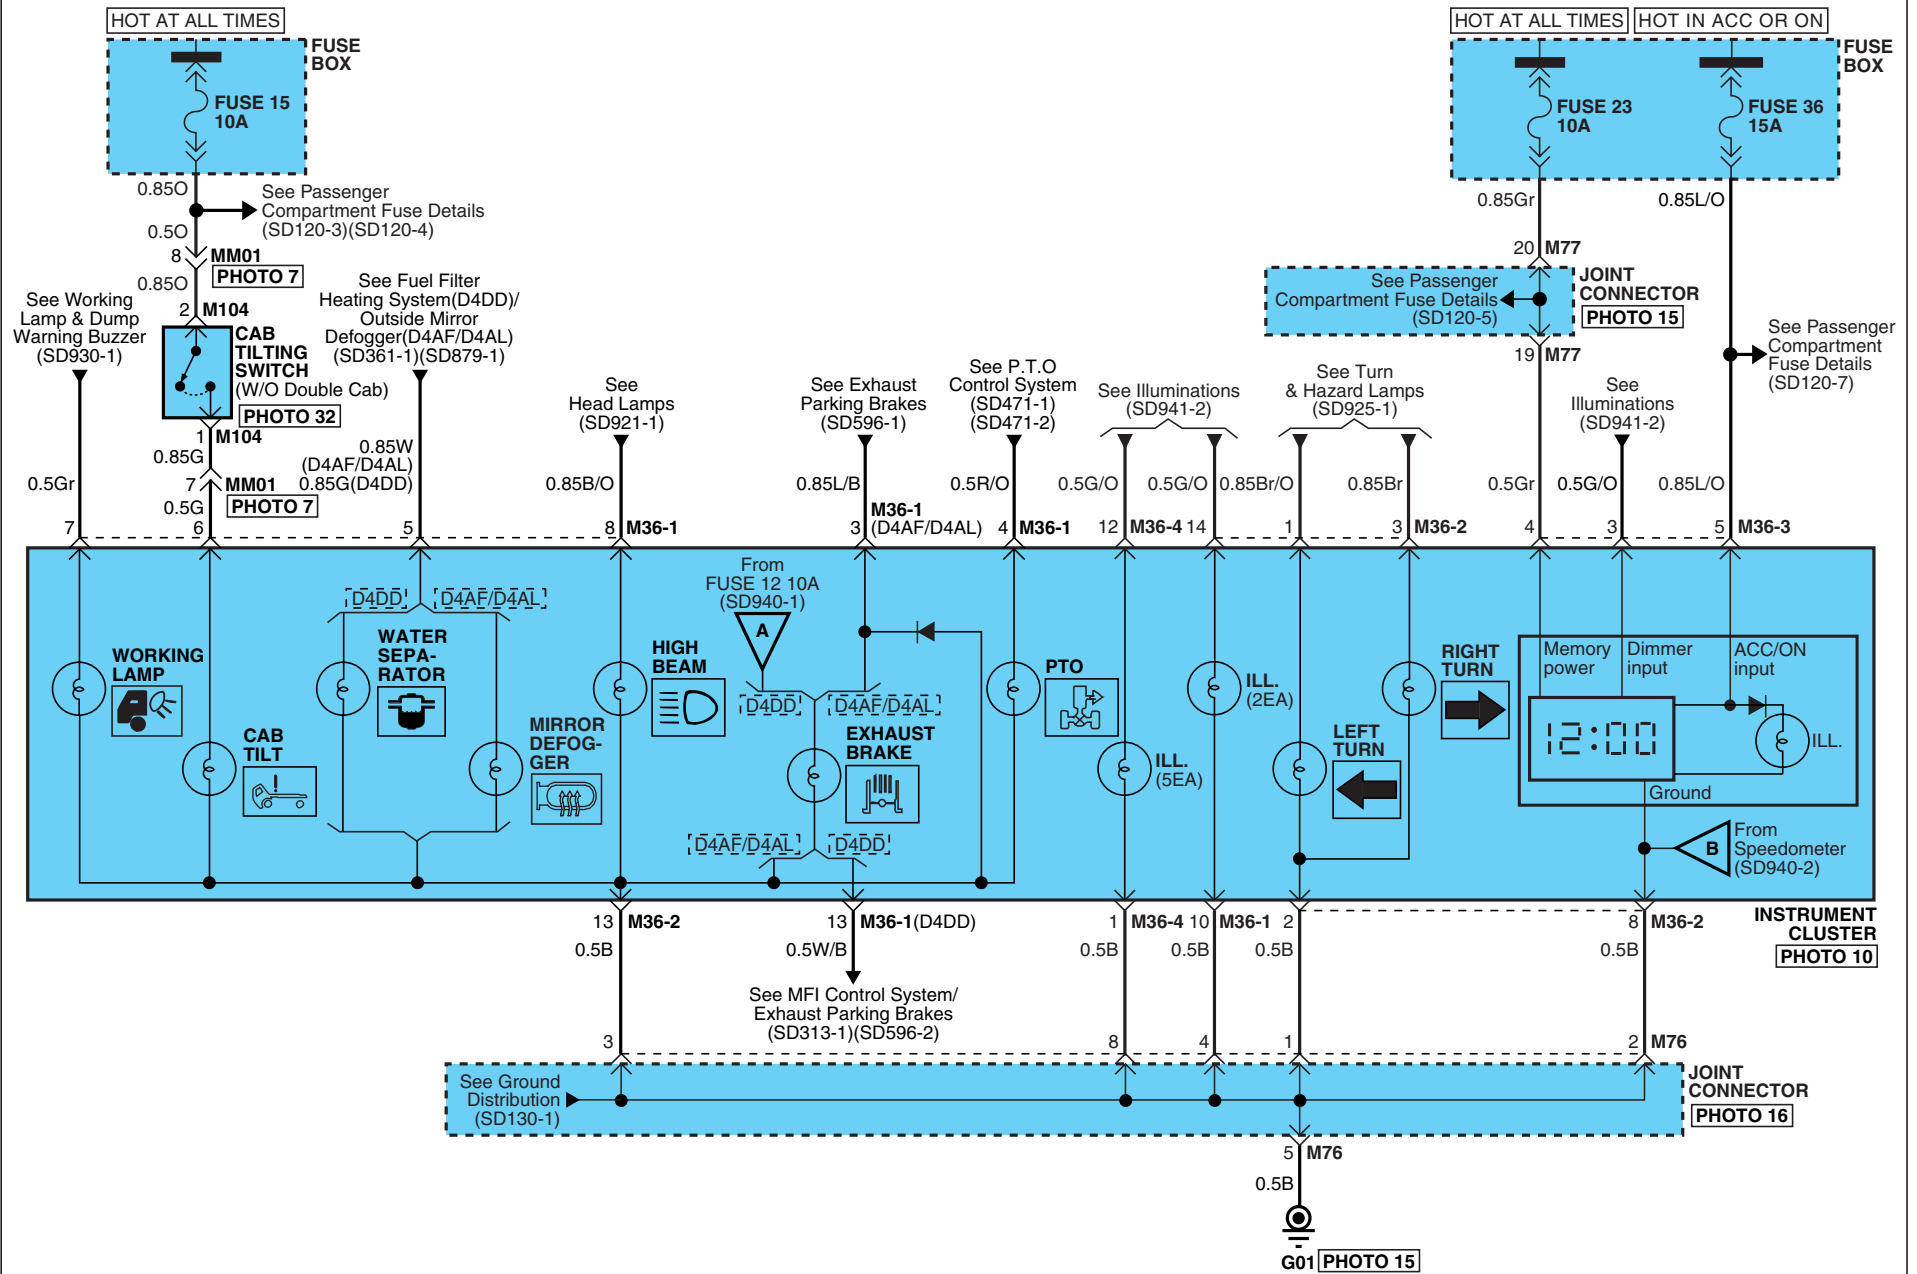 HOT AT ALL TIMES
HOT AT ALL TIMES
HOT IN ACC OR ON
FUSE
BOX
FUSE 15
10A
FUSE
BOX
FUSE 23
10A
FUSE 36
15A
0.85O
See Passenger
Compartment Fuse Details
(SD120-3)(SD120-4)
0.5O
8 MM01
PHOTO 7
0.85O
2 M104
CAB
TILTING
SWITCH
(W/O Double Cab)
PHOTO 32
1 M104
0.85G
7 MM01
PHOTO 7
0.5G
6
See Working
Lamp & Dump
Warning Buzzer
(SD930-1)
0.5Gr
7
See Fuel Filter
Heating System(D4DD)/
Outside Mirror
Defogger(D4AF/D4AL)
(SD361-1)(SD879-1)
0.85W
(D4AF/D4AL)
0.85G(D4DD)
5
See
Head Lamps
(SD921-1)
0.85B/O
8 M36-1
See Exhaust
Parking Brakes
(SD596-1)
0.85L/B
M36-1
3 (D4AF/D4AL)
See P.T.O
Control System
(SD471-1)
(SD471-2)
0.5R/O
4 M36-1
See Illuminations
(SD941-2)
0.5G/O
0.5G/O
12 M36-4 14
See Turn
& Hazard Lamps
(SD925-1)
0.85Br/O
0.85Br
1
3 M36-2
0.85Gr
20 M77
See Passenger
Compartment Fuse Details
(SD120-5)
JOINT
CONNECTOR
PHOTO 15
19 M77
0.5Gr
4
See
Illuminations
(SD941-2)
0.5G/O
3
0.85L/O
See Passenger
Compartment
Fuse Details
(SD120-7)
0.85L/O
5 M36-3
WORKING
LAMP
CAB
TILT
D4DD
D4AF/D4AL
WATER
SEPA-
RATOR
MIRROR
DEFOG-
GER
HIGH
BEAM
From
FUSE 12 10A
(SD940-1)
A
D4DD
D4AF/D4AL
EXHAUST
BRAKE
D4AF/D4AL
D4DD
PTO
ILL.
(5EA)
ILL.
(2EA)
LEFT
TURN
RIGHT
TURN
Memory
power
Dimmer
input
ACC/ON
input
12:00
ILL.
Ground
B
From
Speedometer
(SD940-2)
13 M36-2
13 M36-1(D4DD)
1 M36-4
10 M36-1
2
8 M36-2
INSTRUMENT
CLUSTER
PHOTO 10
0.5B
0.5W/B
0.5B
0.5B
0.5B
0.5B
See MFI Control System/
Exhaust Parking Brakes
(SD313-1)(SD596-2)
3
8
4
1
2 M76
See Ground
Distribution
(SD130-1)
JOINT
CONNECTOR
PHOTO 16
5 M76
0.5B
G01 PHOTO 15